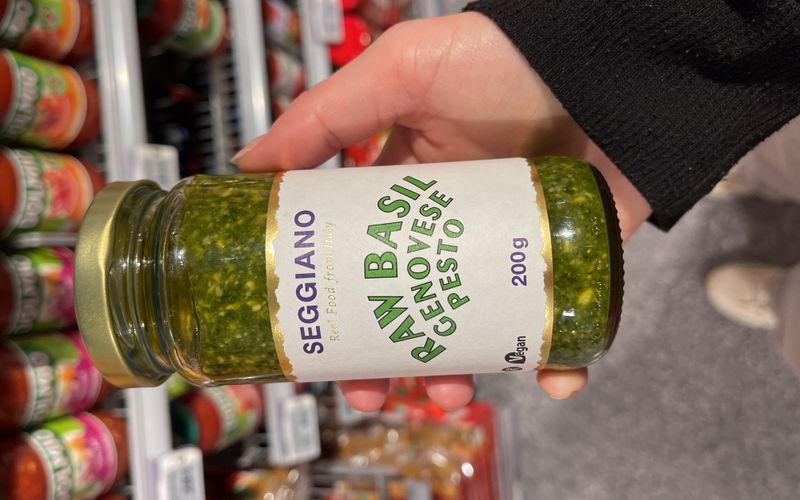 SEGGIANO
Real Food from Italy
RAW BASIL
GENOVESE
PESTO
200g
Vegan